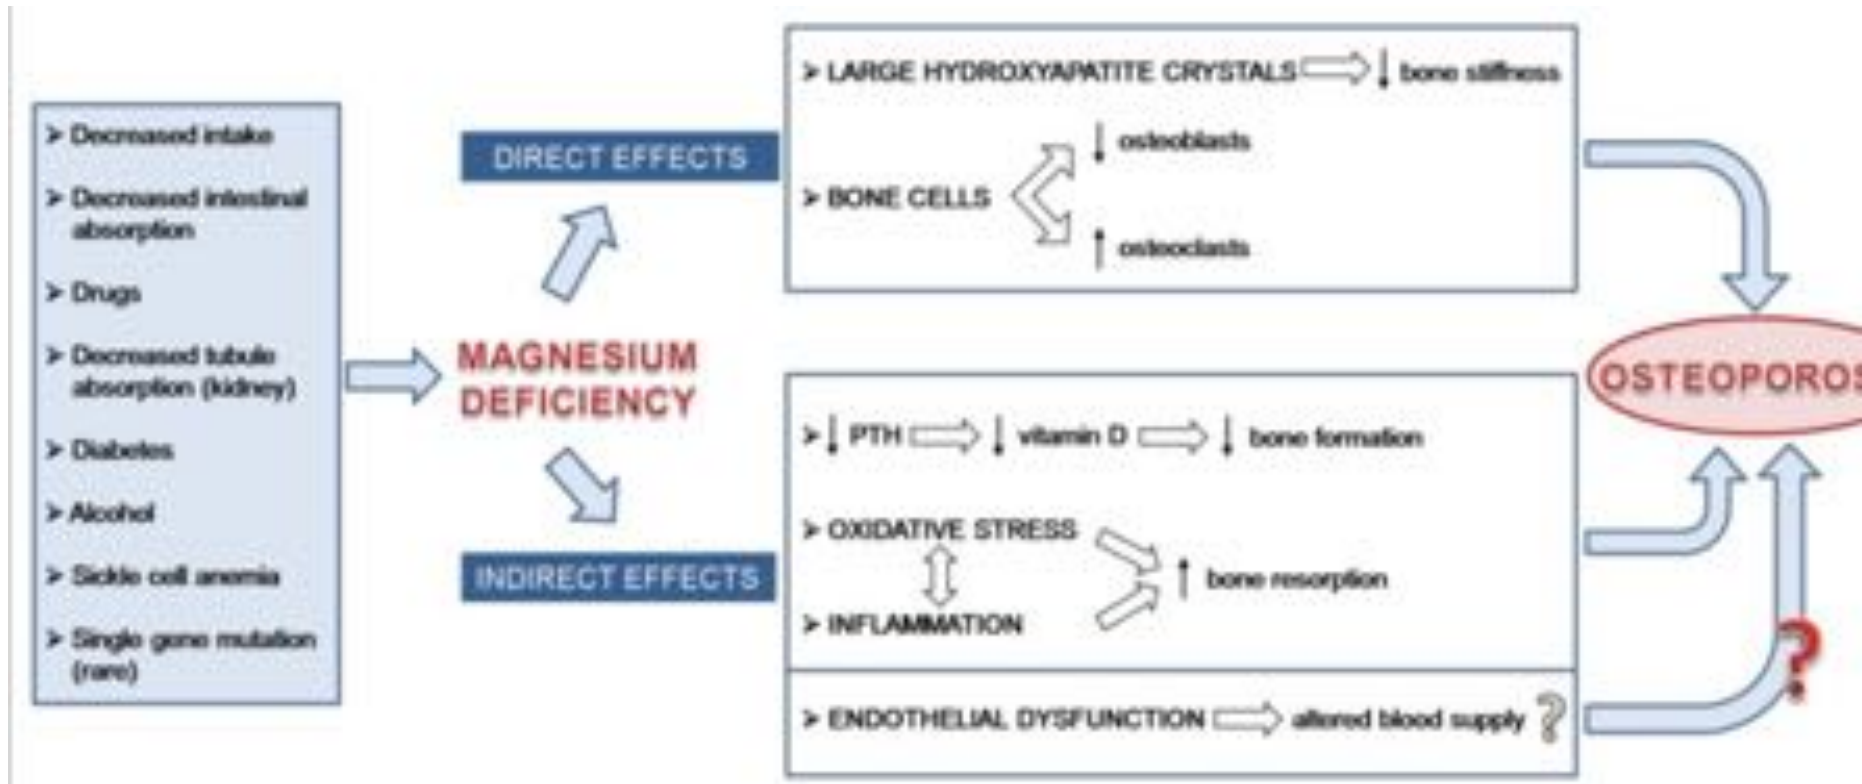 ➤ Decreased intake
➤ Decreased intestinal
absorption
➤ Drugs
➤ Decreased tubule
absorption (kidney)
➤ Diabetes
➤ Alcohol
➤ Sickle cell anemia
➤ Single gene mutation
(rare)
MAGNESIUM
DEFICIENCY
DIRECT EFFECTS
➤ LARGE HYDROXYAPATITE CRYSTALS ⇒ ↓ bone stiffness
↓ osteoblasts
➤ BONE CELLS
↑ osteoclasts
INDIRECT EFFECTS
➤ ↓ PTH ⇒ ↓ vitamin D ⇒ ↓ bone formation
➤ OXIDATIVE STRESS
↑ bone resorption
➤ INFLAMMATION
➤ ENDOTHELIAL DYSFUNCTION ⇒ altered blood supply ?
OSTEOPOROS
?